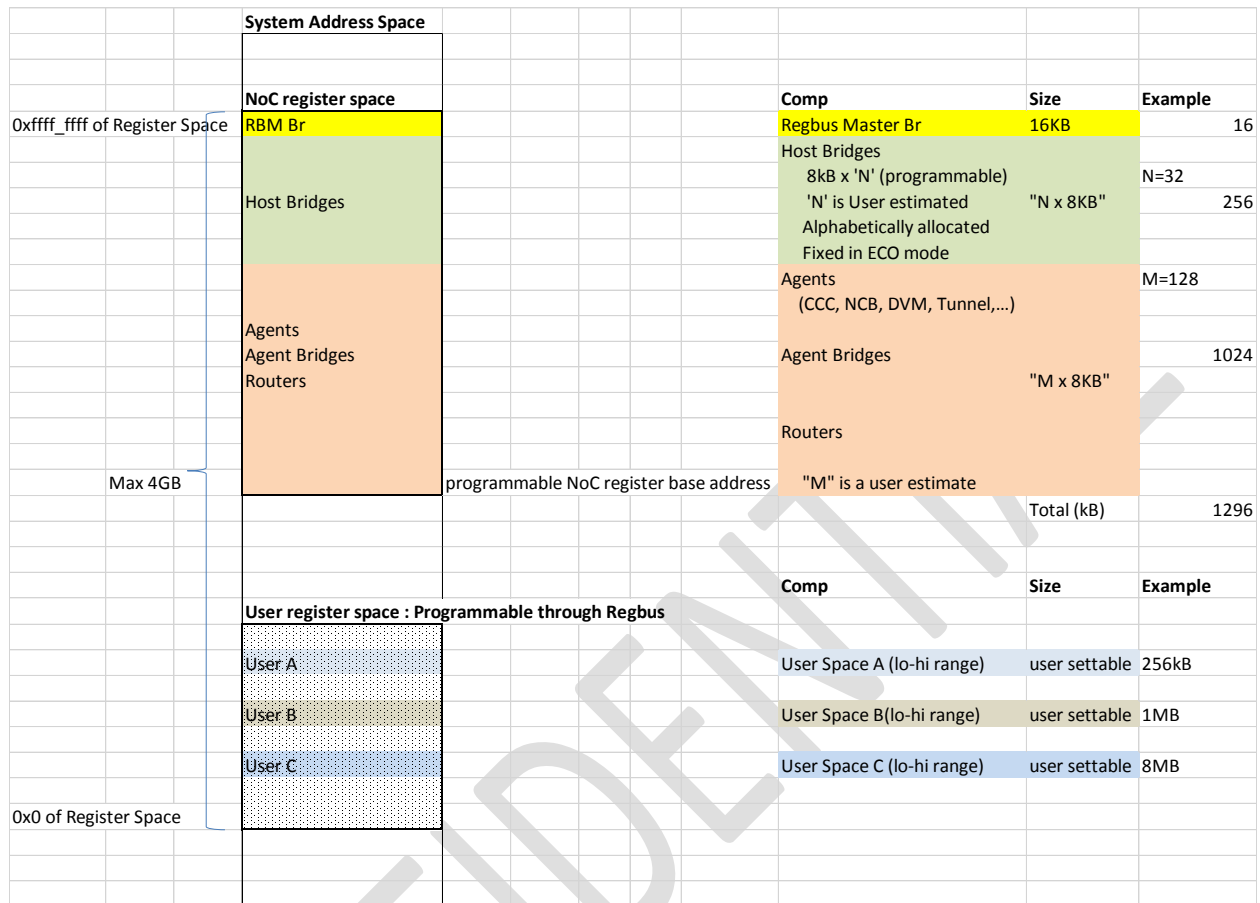 System Address Space
NoC register space Comp Size Example
0xffff_ffff of Register Space RBM Br Regbus Master Br 16KB 16
Host Bridges
8kB x 'N' (programmable) N=32
Host Bridges 'N' is User estimated "N x 8KB" 256
Alphabetically allocated
Fixed in ECO mode
Agents M=128
(CCC, NCB, DVM, Tunnel,...)
Agents
Agent Bridges Agent Bridges 1024
Routers "M x 8KB"
Routers
Max 4GB programmable NoC register base address "M" is a user estimate
Total (kB) 1296
Comp Size Example
User register space : Programmable through Regbus
User A User Space A (lo-hi range) user settable 256kB
User B User Space B(lo-hi range) user settable 1MB
User C User Space C (lo-hi range) user settable 8MB
0x0 of Register Space